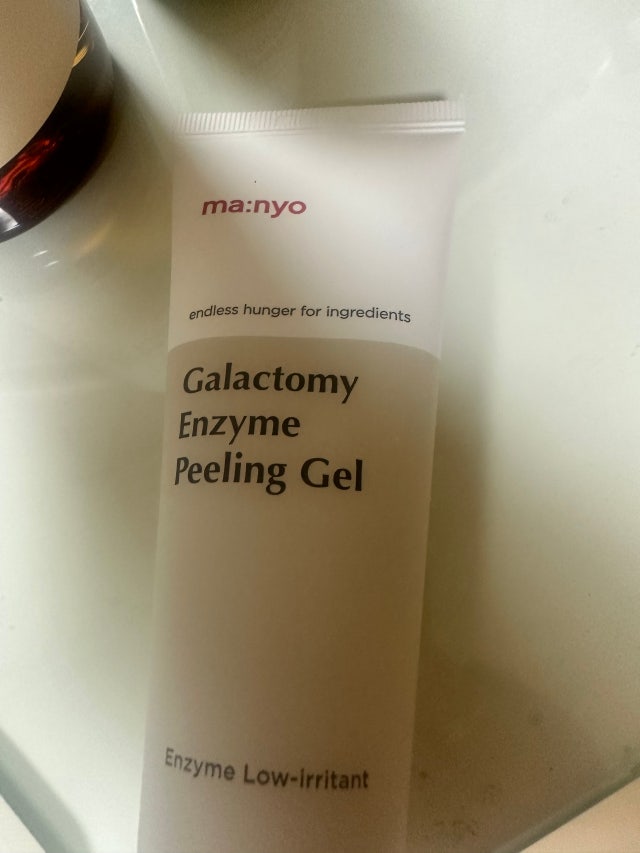 ma:nyo
endless hunger for ingredients
Galactomy
Enzyme
Peeling Gel
Enzyme Low-irritant